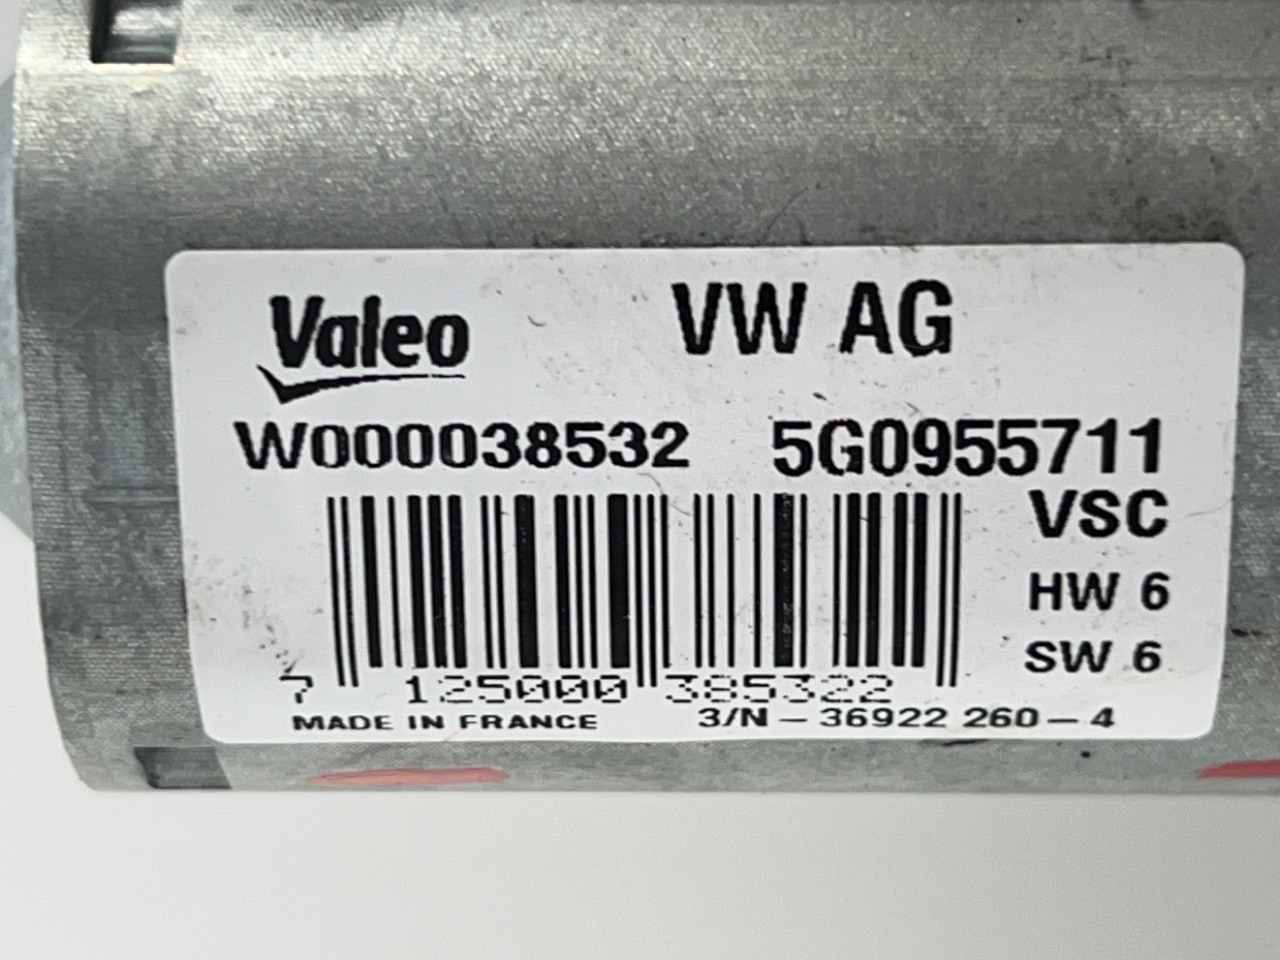 Valeo VW AG
W000038532 5G0955711
VSC
HW 6
SW 6
7 125000 385322
MADE IN FRANCE 3/N - 36922 260 - 4